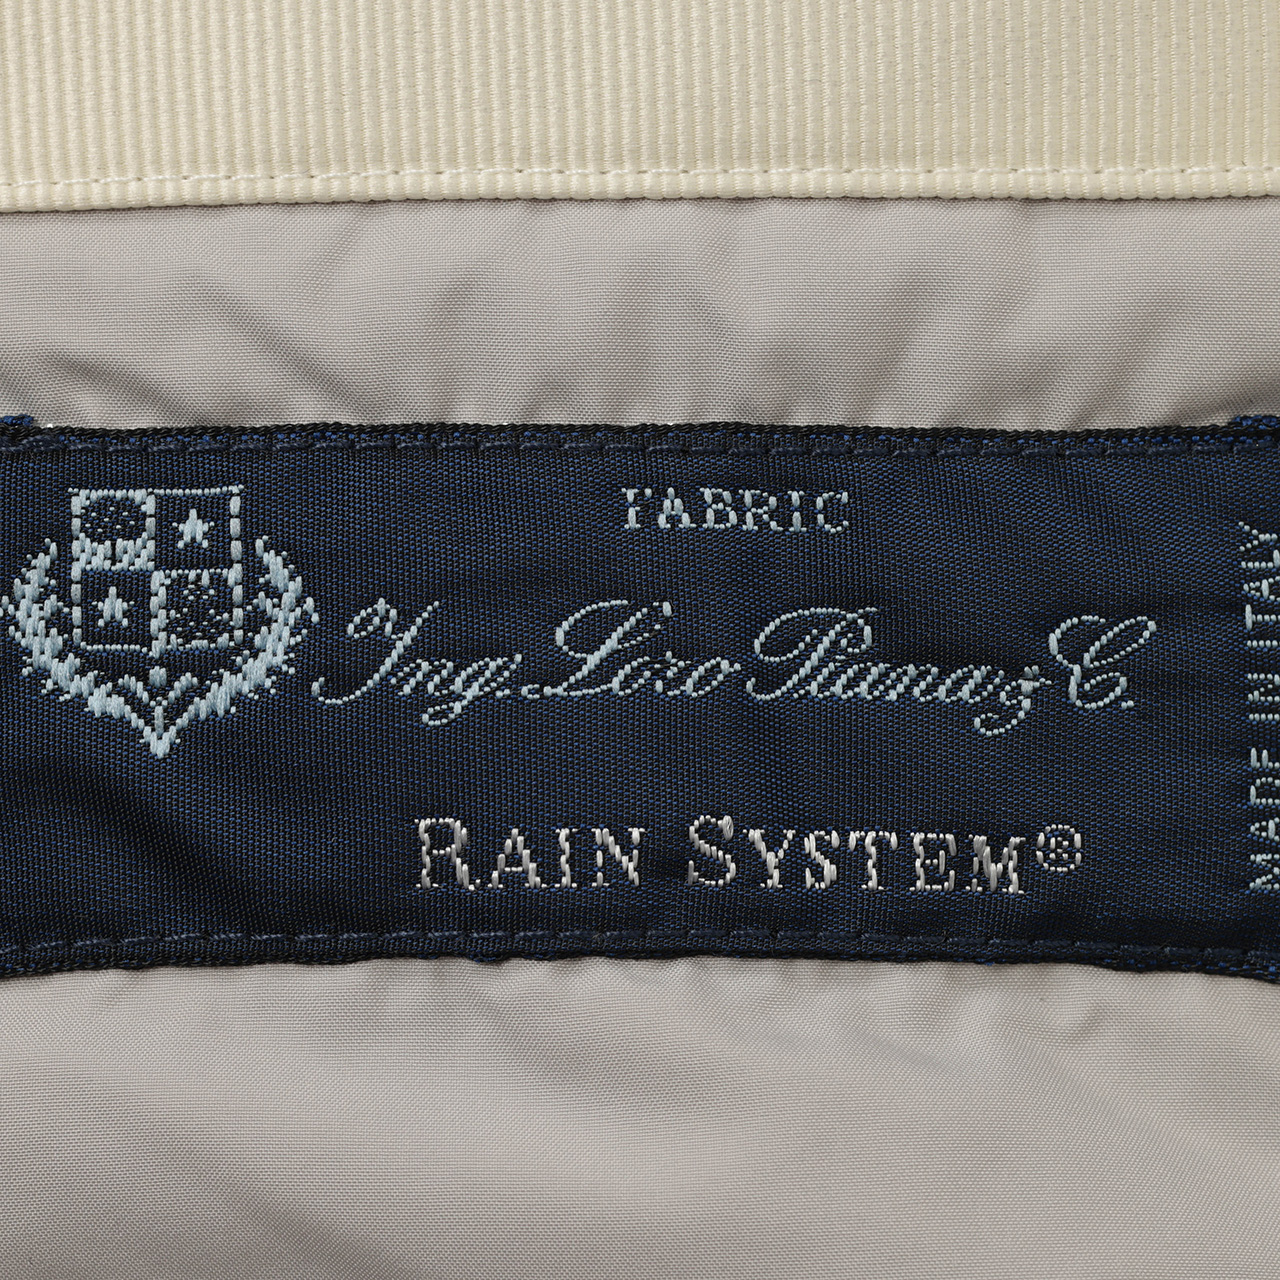 FABRIC
Ing. Loro Piana & C.
RAIN SYSTEM®
MADE IN ITALY